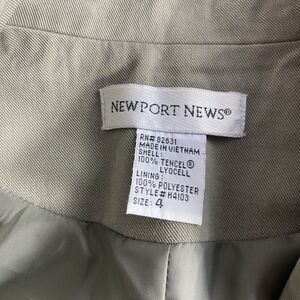 NEWPORT NEWS®
RN# 82631
MADE IN VIETNAM
SHELL:
100% TENCEL®
LYOCELL
LINING:
100% POLYESTER
STYLE#H4103
SIZE: 4